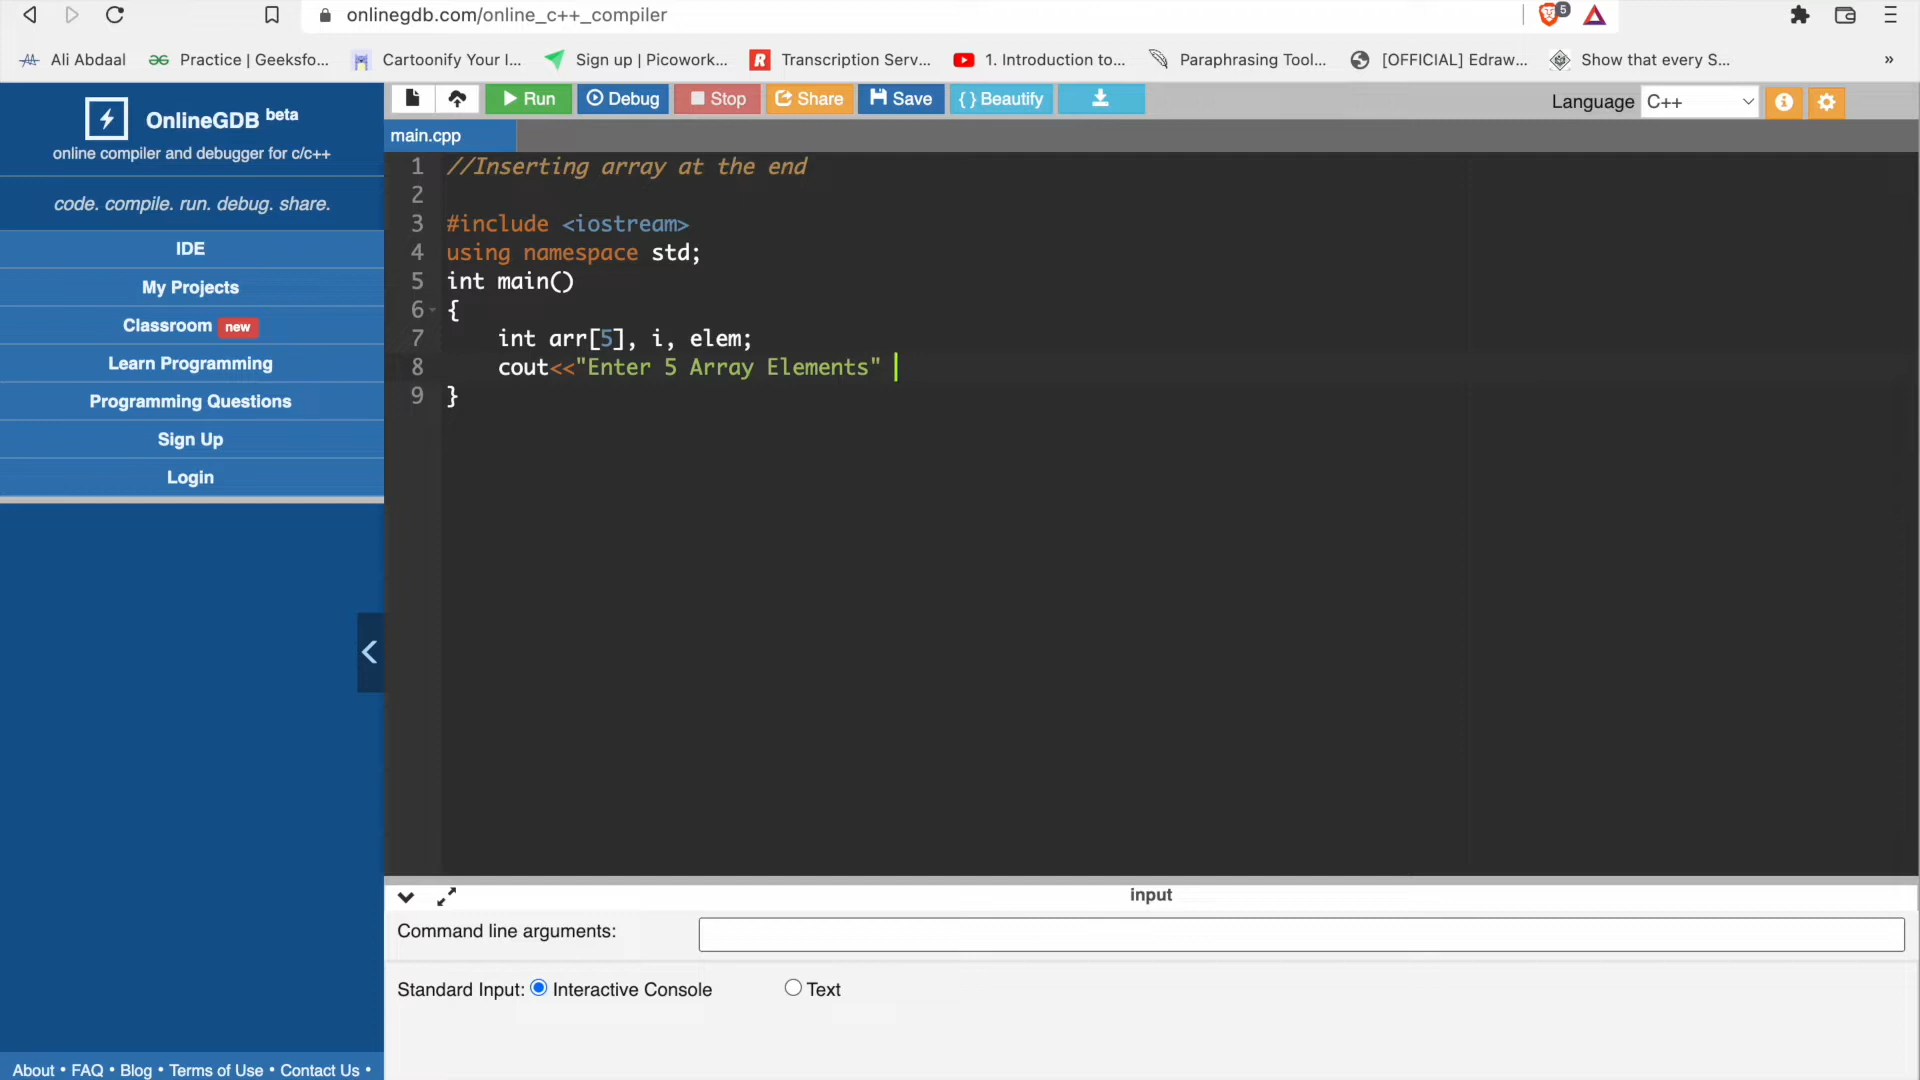 onlinegdb.com/online_c++_compiler
5
Ali Abdaal
Practice | Geeksfo...
Cartoonify Your I...
Sign up | Picowork...
R
Transcription Serv...
1. Introduction to...
Paraphrasing Tool...
[OFFICIAL] Edraw...
Show that every S...
»
OnlineGDB beta
online compiler and debugger for c/c++
code. compile. run. debug. share.
IDE
My Projects
Classroom new
Learn Programming
Programming Questions
Sign Up
Login
About • FAQ • Blog • Terms of Use • Contact Us •
Run
Debug
Stop
Share
Save
{} Beautify
Language
C++
main.cpp
1 //Inserting array at the end
2
3 #include <iostream>
4 using namespace std;
5 int main()
6 {
7 int arr[5], i, elem;
8 cout<<"Enter 5 Array Elements"
9 }
input
Command line arguments:
Standard Input: Interactive Console
Text